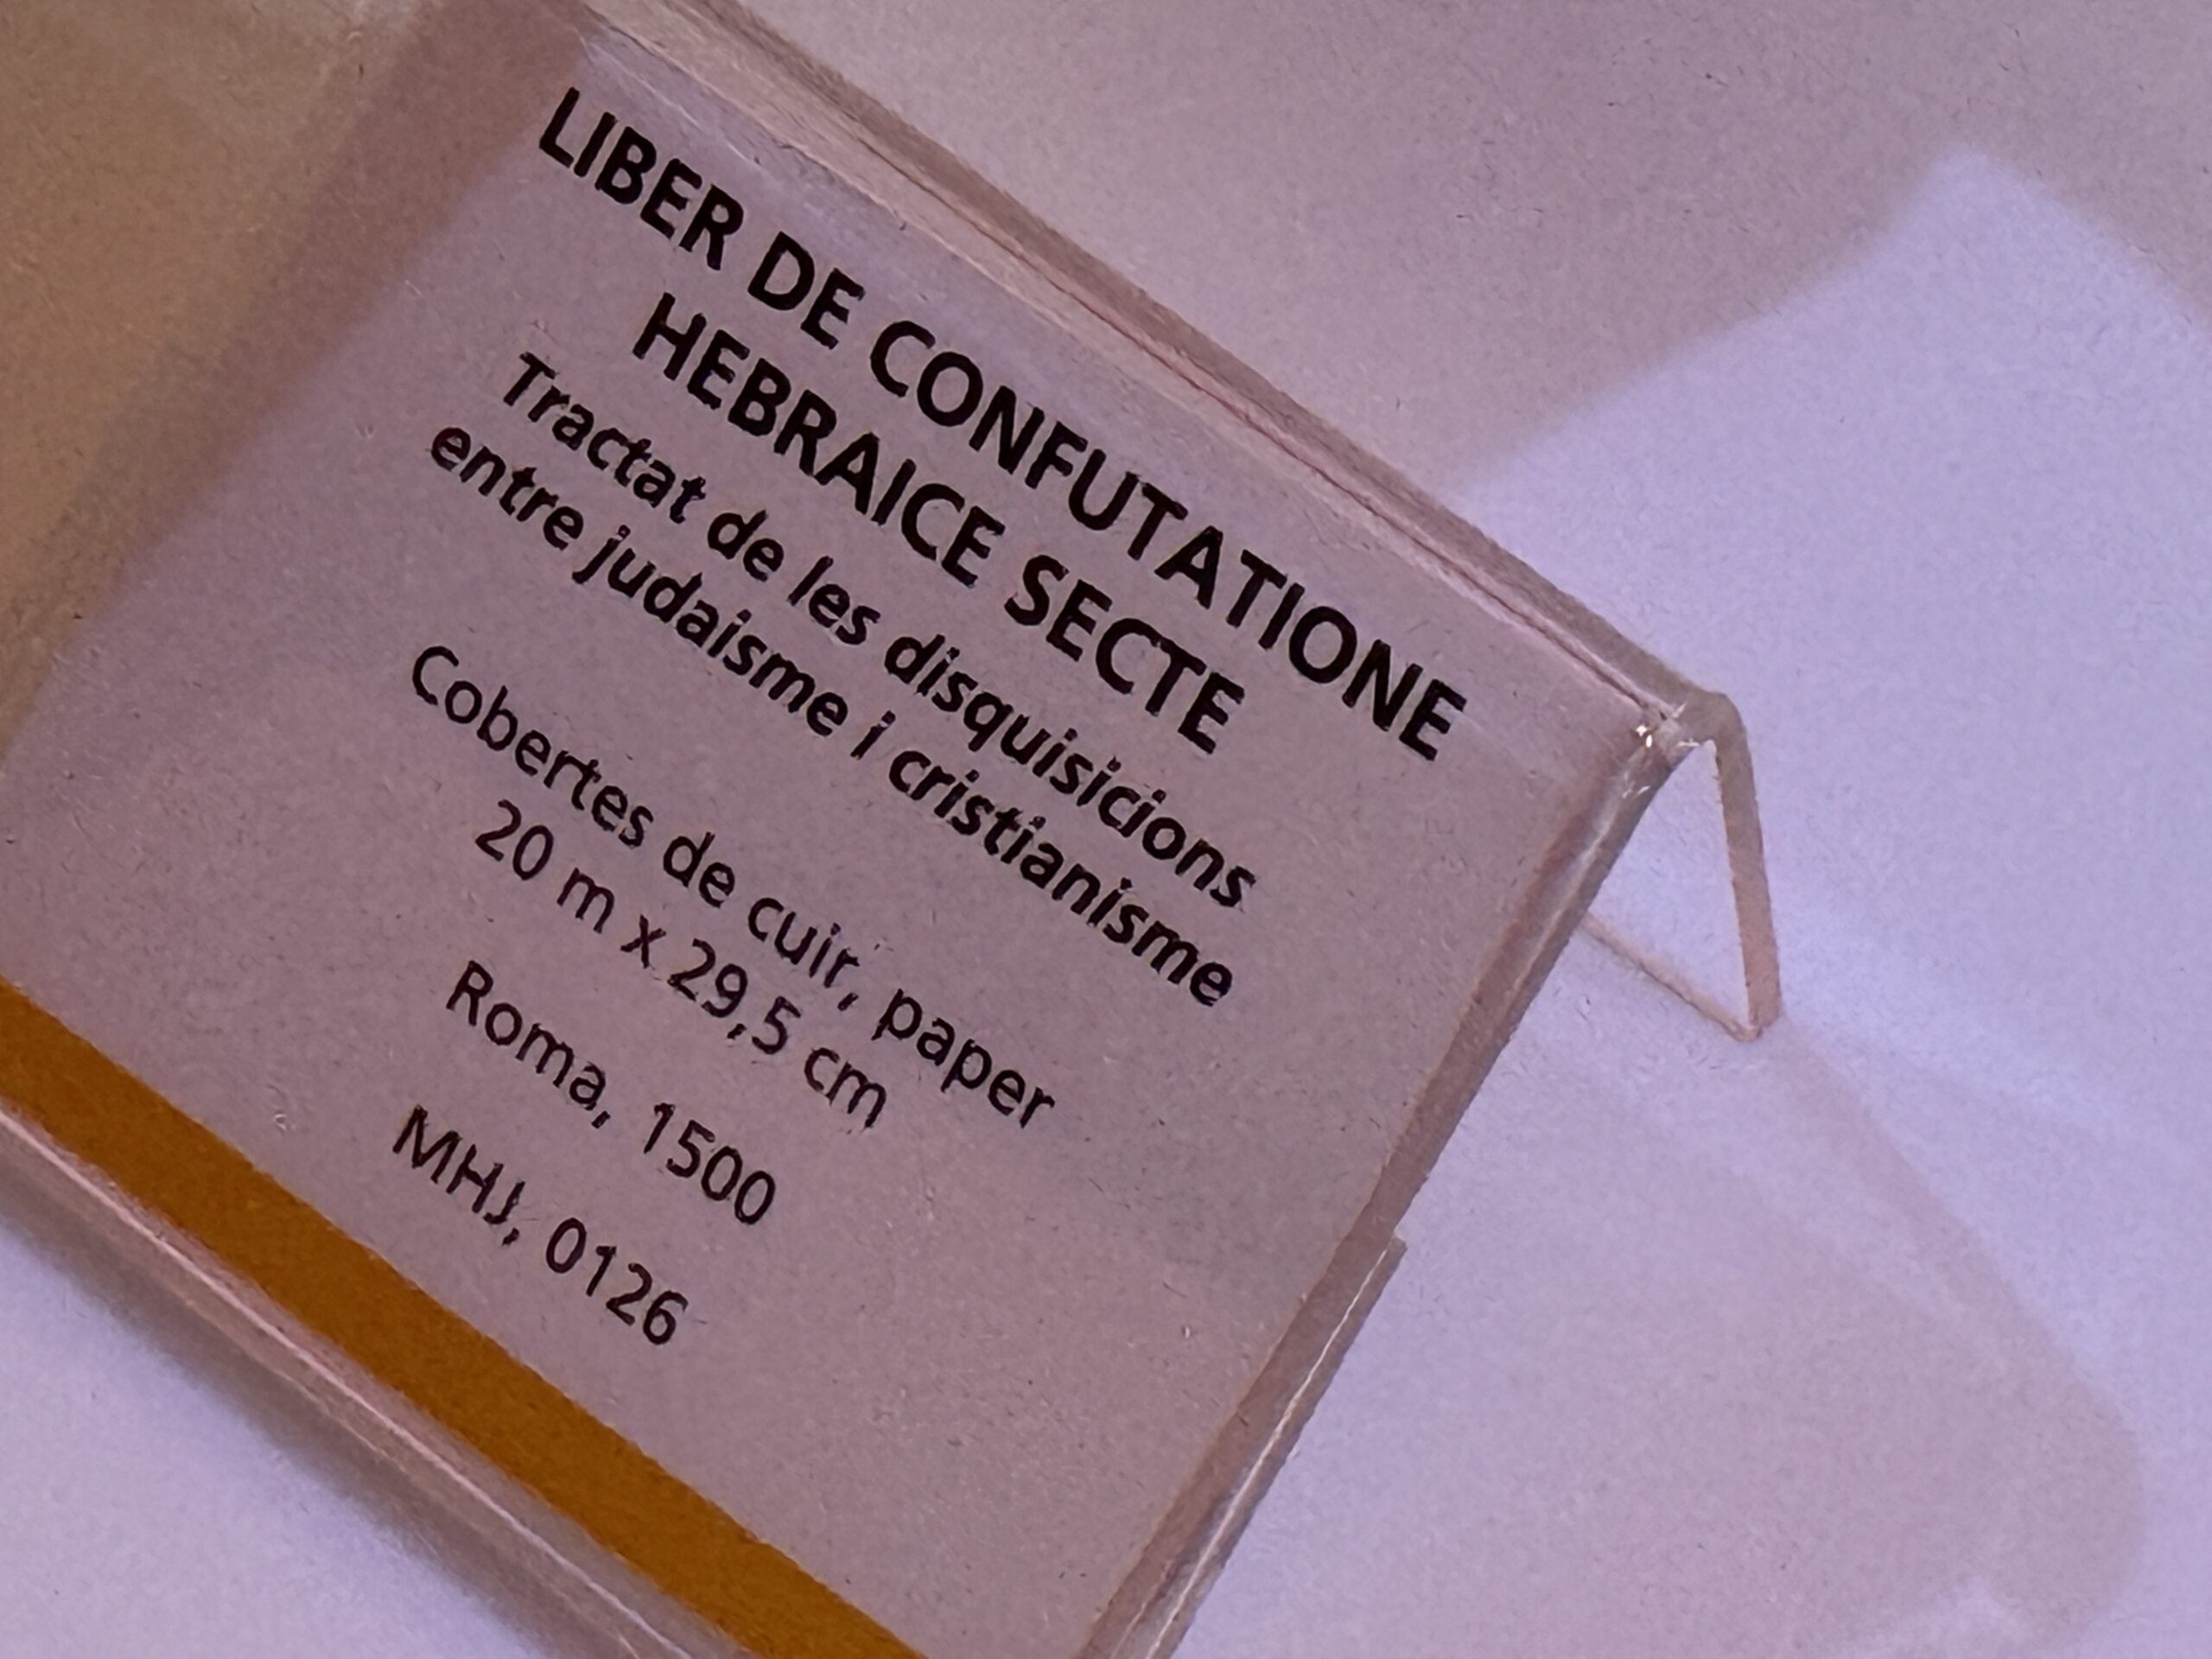 LIBER DE CONFUTATIONE
HEBRAICE SECTE
Tractat de les disquisicions
entre judaisme i cristianisme
Cobertes de cuir, paper
20 m x 29,5 cm
Roma, 1500
MHJ, 0126